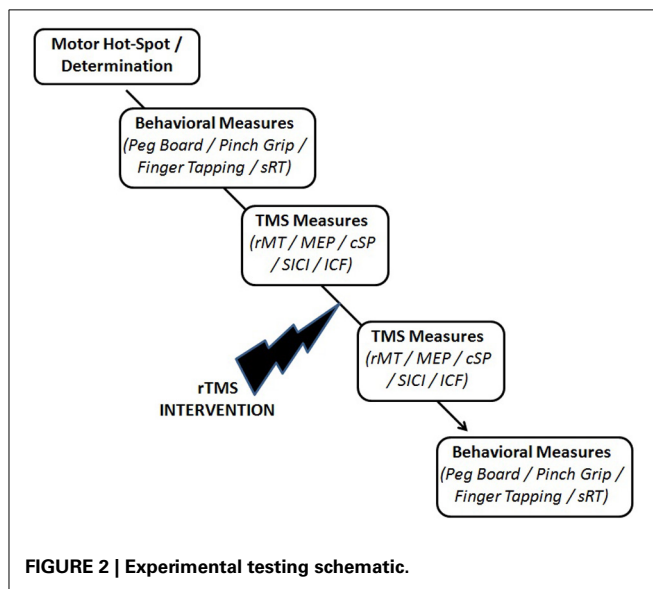 Motor Hot-Spot /
Determination
Behavioral Measures
(Peg Board / Pinch Grip /
Finger Tapping / sRT)
TMS Measures
(rMT / MEP / cSP
/ SICI / ICF)
rTMS
INTERVENTION
TMS Measures
(rMT / MEP / cSP
/ SICI / ICF)
Behavioral Measures
(Peg Board / Pinch Grip /
Finger Tapping / sRT)
FIGURE 2 | Experimental testing schematic.